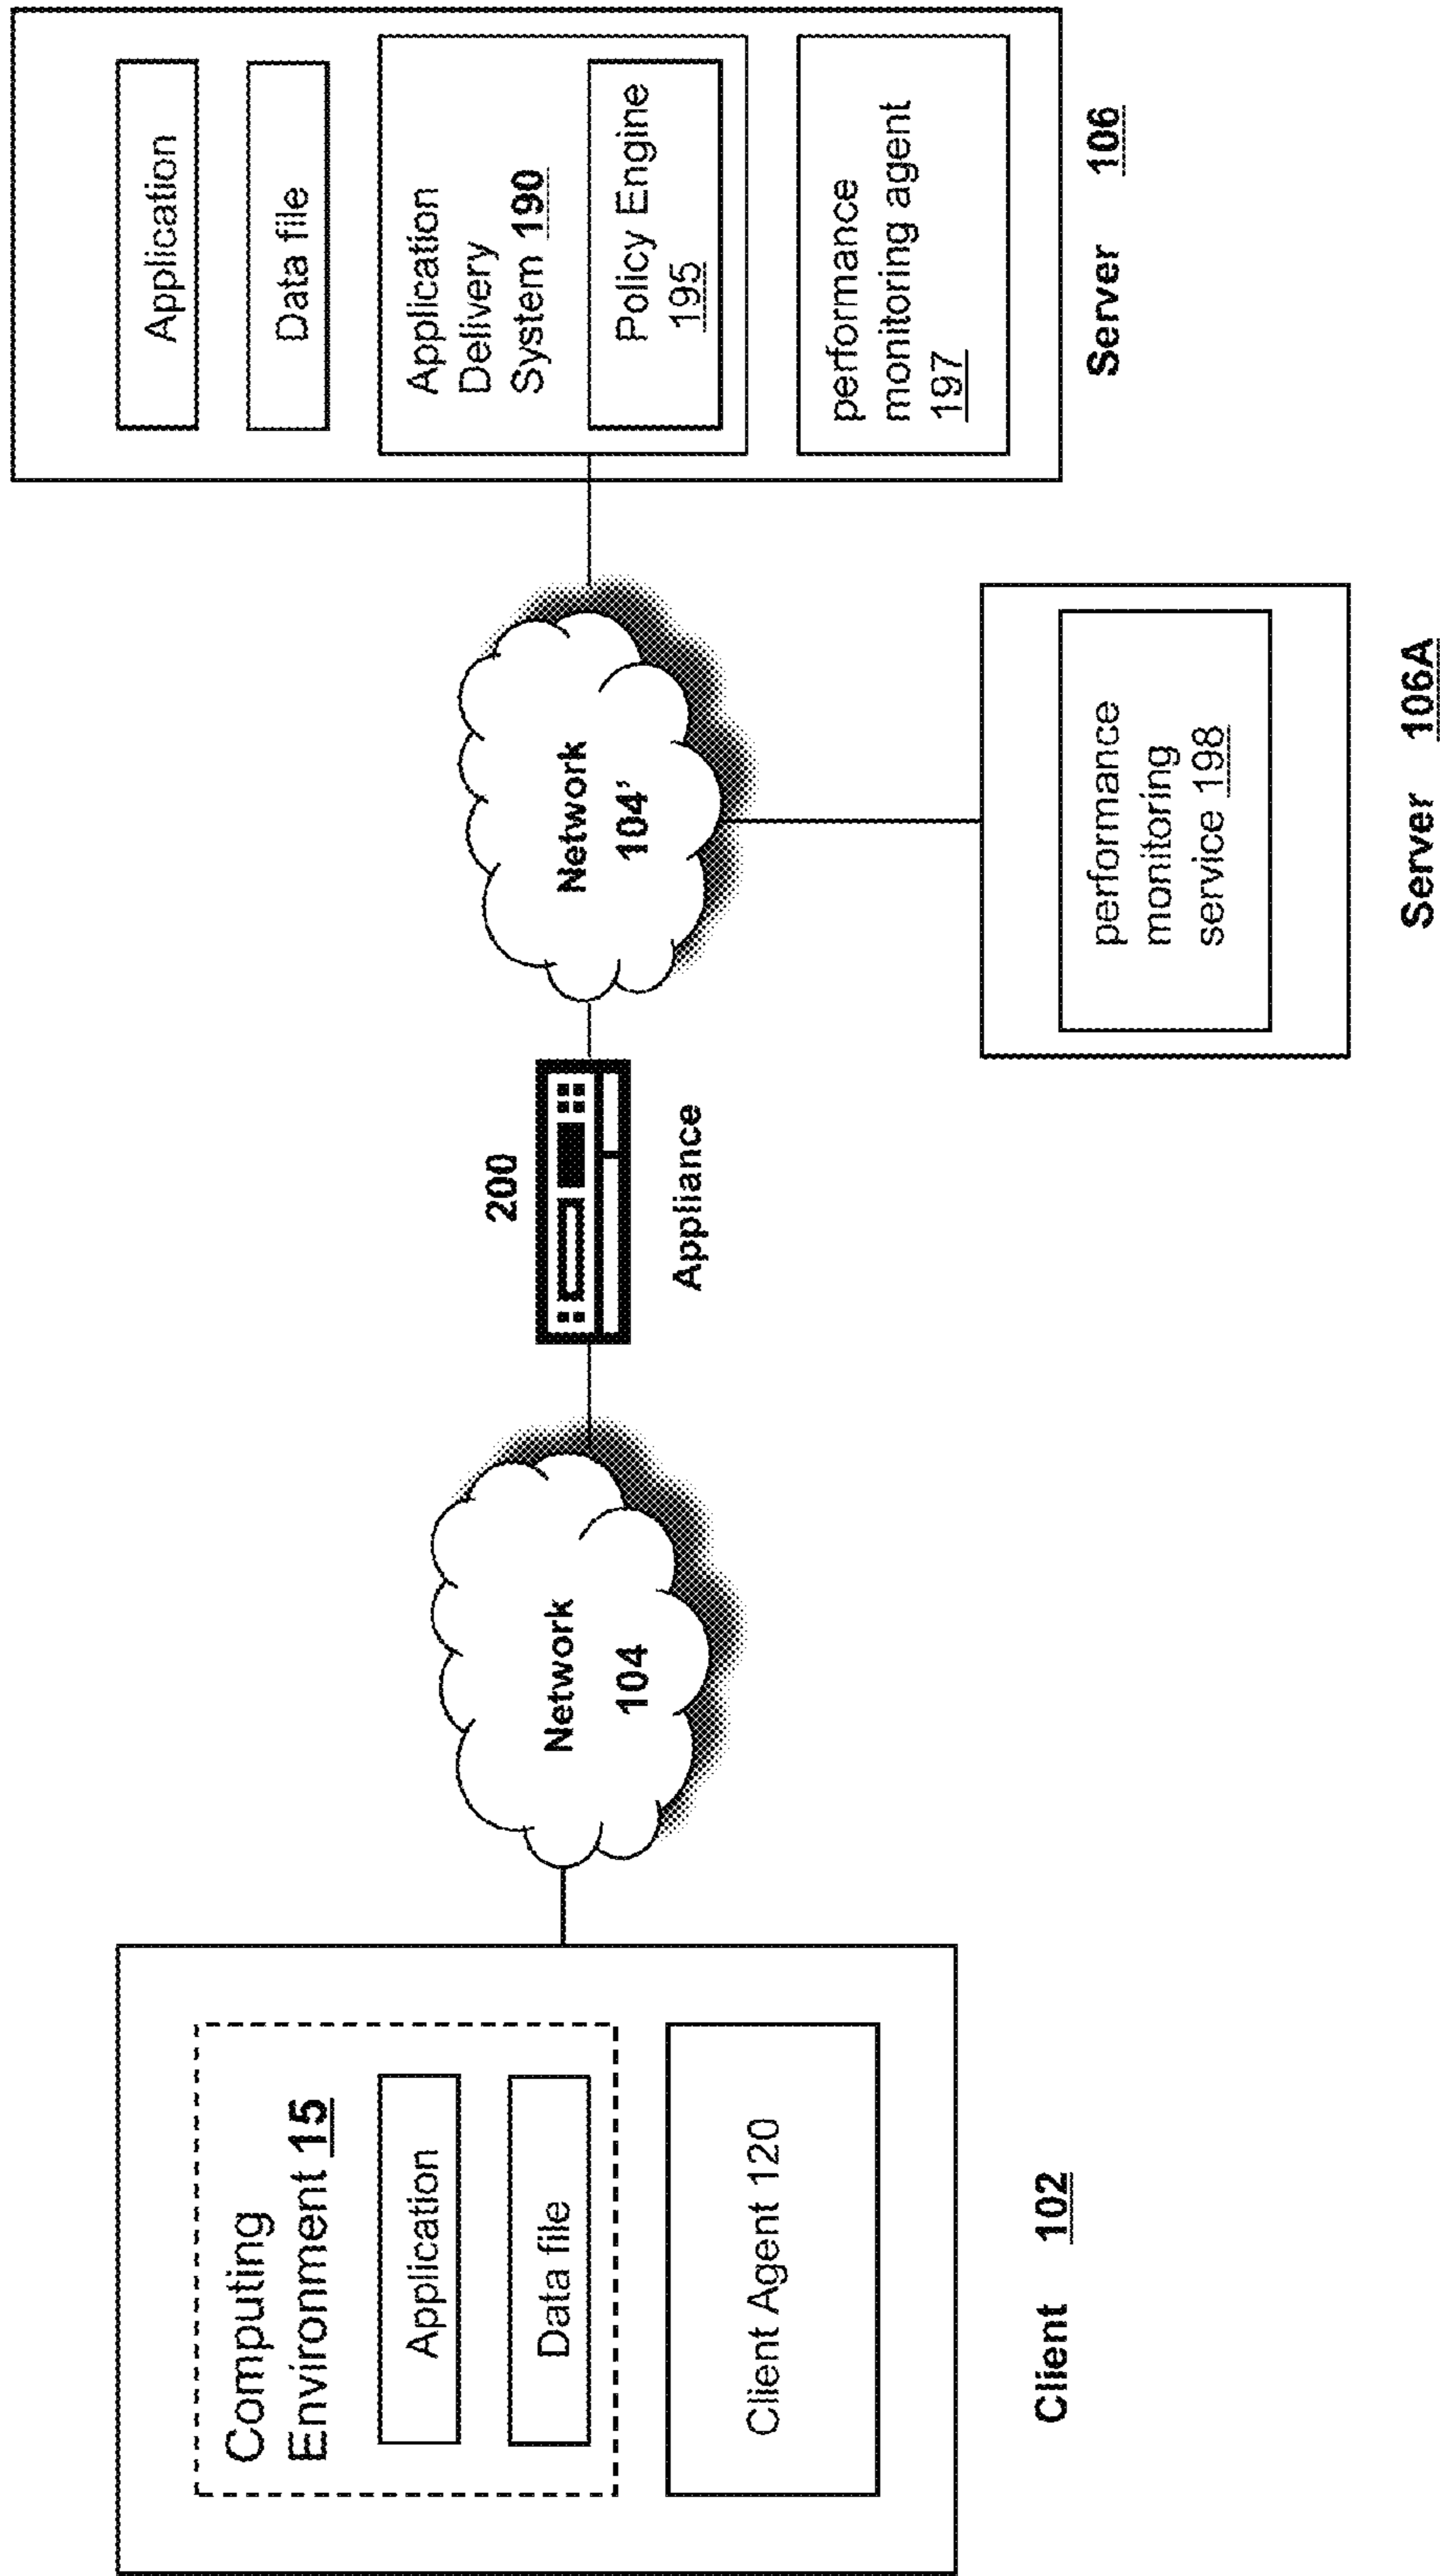 Computing
Environment 15
Application
Data file
Client Agent 120
Client 102
Network
104
200
Appliance
Network
104'
performance
monitoring
service 198
Server 106A
Application
Data file
Application
Delivery
System 190
Policy Engine
195
performance
monitoring agent
197
Server 106